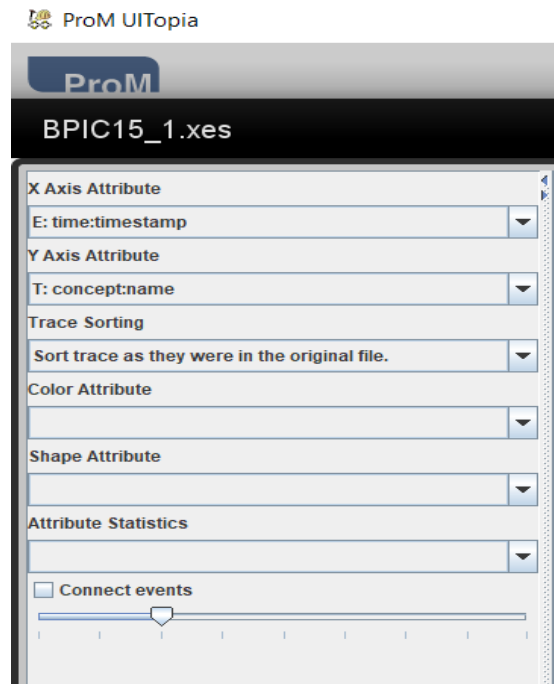 ProM UITopia
ProM
BPIC15_1.xes
X Axis Attribute
E: time:timestamp
Y Axis Attribute
T: concept:name
Trace Sorting
Sort trace as they were in the original file.
Color Attribute
Shape Attribute
Attribute Statistics
Connect events